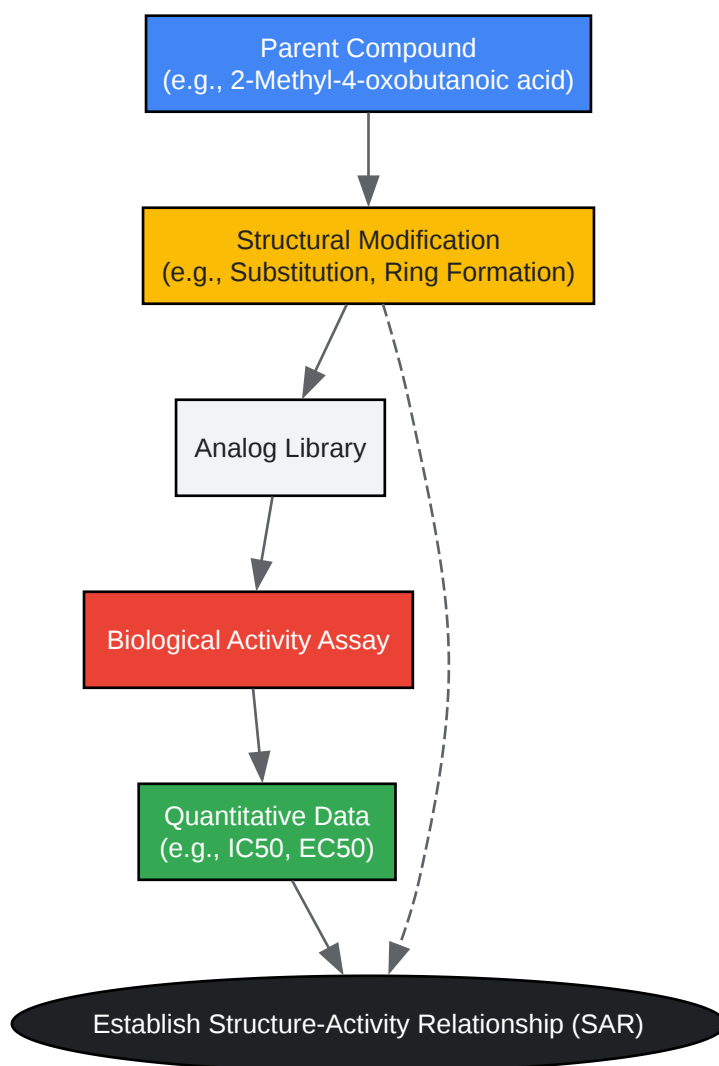 Parent Compound
(e.g., 2-Methyl-4-oxobutanoic acid)
Structural Modification
(e.g., Substitution, Ring Formation)
Analog Library
Biological Activity Assay
Quantitative Data
(e.g., IC50, EC50)
Establish Structure-Activity Relationship (SAR)